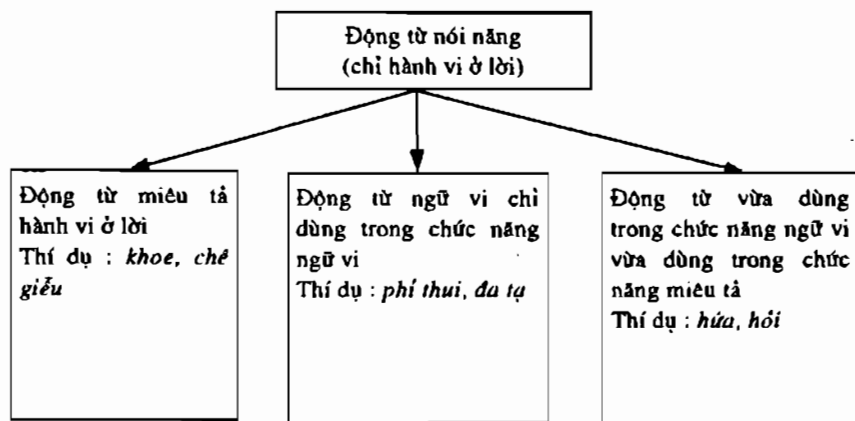 Động từ nói năng
(chỉ hành vi ở lời)
Động từ miêu tả
hành vi ở lời
Thí dụ : khoe, chê
giễu
Động từ ngữ vi chỉ
dùng trong chức năng
ngữ vi
Thí dụ : phỉ thui, đa tạ
Động từ vừa dùng
trong chức năng ngữ vi
vừa dùng trong chức
năng miêu tả
Thí dụ : hứa, hỏi